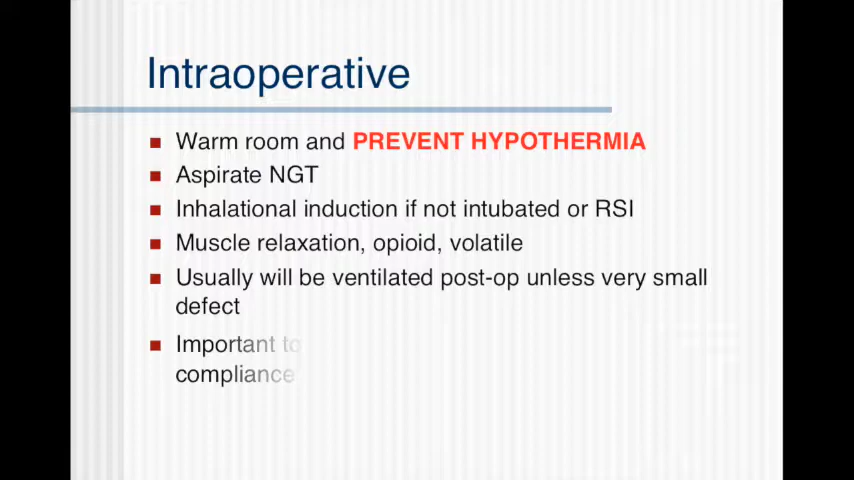 Intraoperative
Warm room and PREVENT HYPOTHERMIA
Aspirate NGT
Inhalational induction if not intubated or RSI
Muscle relaxation, opioid, volatile
Usually will be ventilated post-op unless very small
defect
Important to
compliance